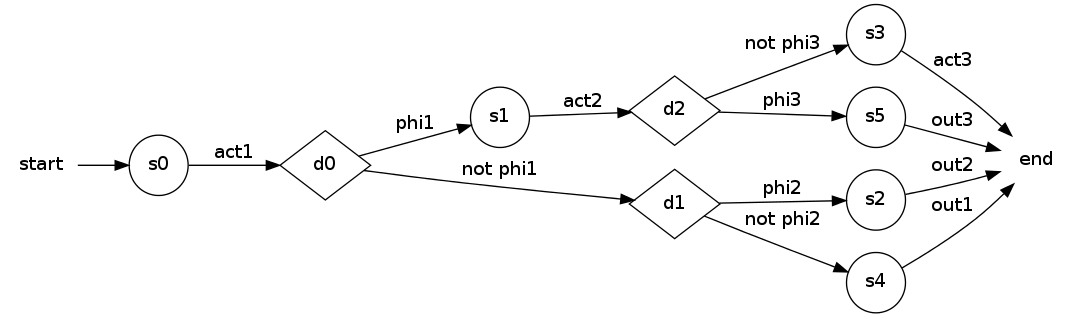 start
s0
act1
d0
phi1
not phi1
s1
act2
d2
not phi3
phi3
d1
phi2
not phi2
s3
s5
s2
s4
act3
out3
out2
out1
end